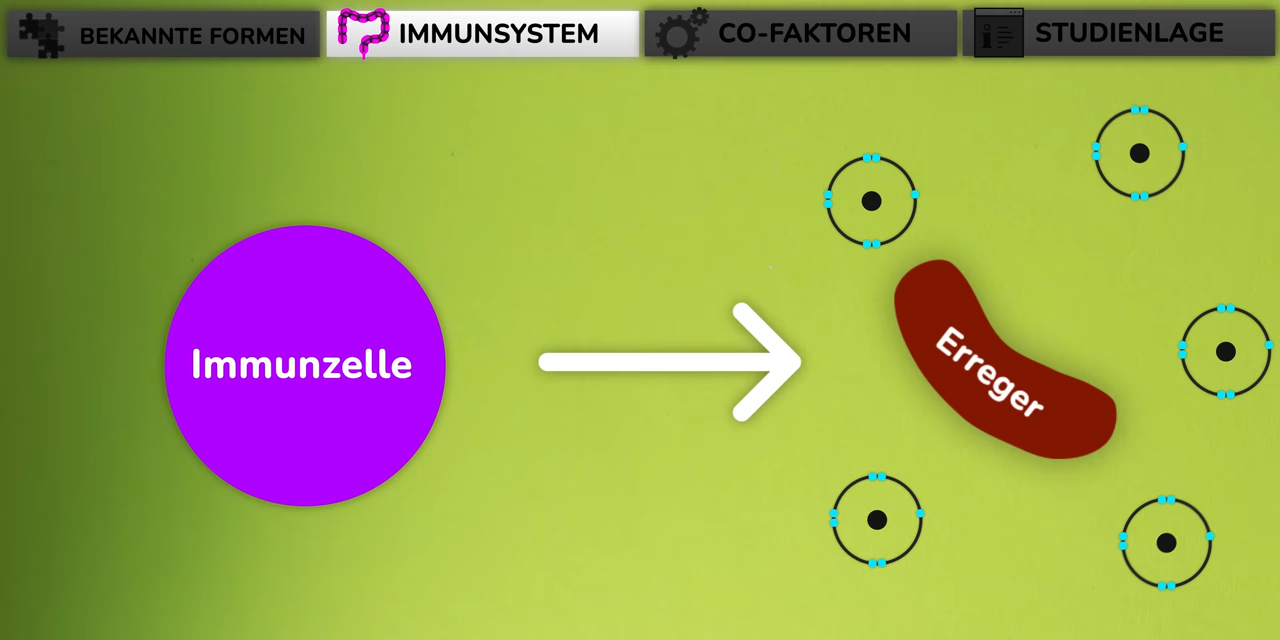 BEKANNTE FORMEN
IMMUNSYSTEM
CO-FAKTOREN
STUDIENLAGE
Immunzelle
Erreger